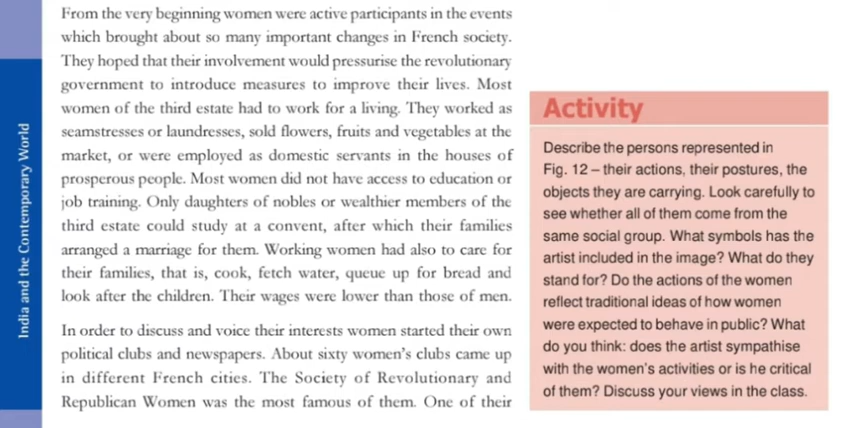 India and the Contemporary World
From the very beginning women were active participants in the events
which brought about so many important changes in French society.
They hoped that their involvement would pressurise the revolutionary
government to introduce measures to improve their lives. Most
women of the third estate had to work for a living. They worked as
seamstresses or laundresses, sold flowers, fruits and vegetables at the
market, or were employed as domestic servants in the houses of
prosperous people. Most women did not have access to education or
job training. Only daughters of nobles or wealthier members of the
third estate could study at a convent, after which their families
arranged a marriage for them. Working women had also to care for
their families, that is, cook, fetch water, queue up for bread and
look after the children. Their wages were lower than those of men.
In order to discuss and voice their interests women started their own
political clubs and newspapers. About sixty women's clubs came up
in different French cities. The Society of Revolutionary and
Republican Women was the most famous of them. One of their
Activity
Describe the persons represented in
Fig. 12 – their actions, their postures, the
objects they are carrying. Look carefully to
see whether all of them come from the
same social group. What symbols has the
artist included in the image? What do they
stand for? Do the actions of the women
reflect traditional ideas of how women
were expected to behave in public? What
do you think: does the artist sympathise
with the women's activities or is he critical
of them? Discuss your views in the class.